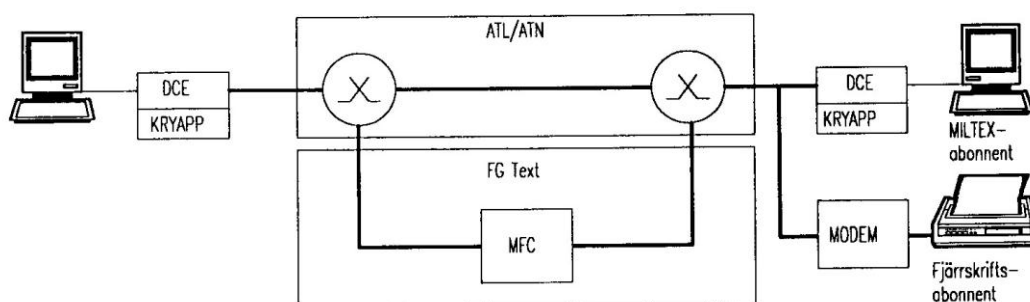 ATL/ATN
DCE
KRYAPP
DCE
KRYAPP
MILTEX-
abonnent
FG Text
MFC
MODEM
Fjärrskrifts-
abonnent